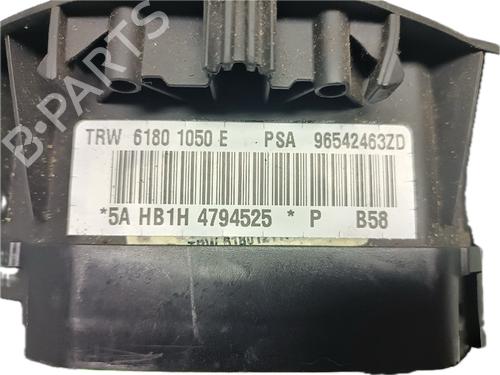 B-PARTS
TRW 6180 1050 E PSA 96542463ZD
*5A HB1H 4794525 * P B58